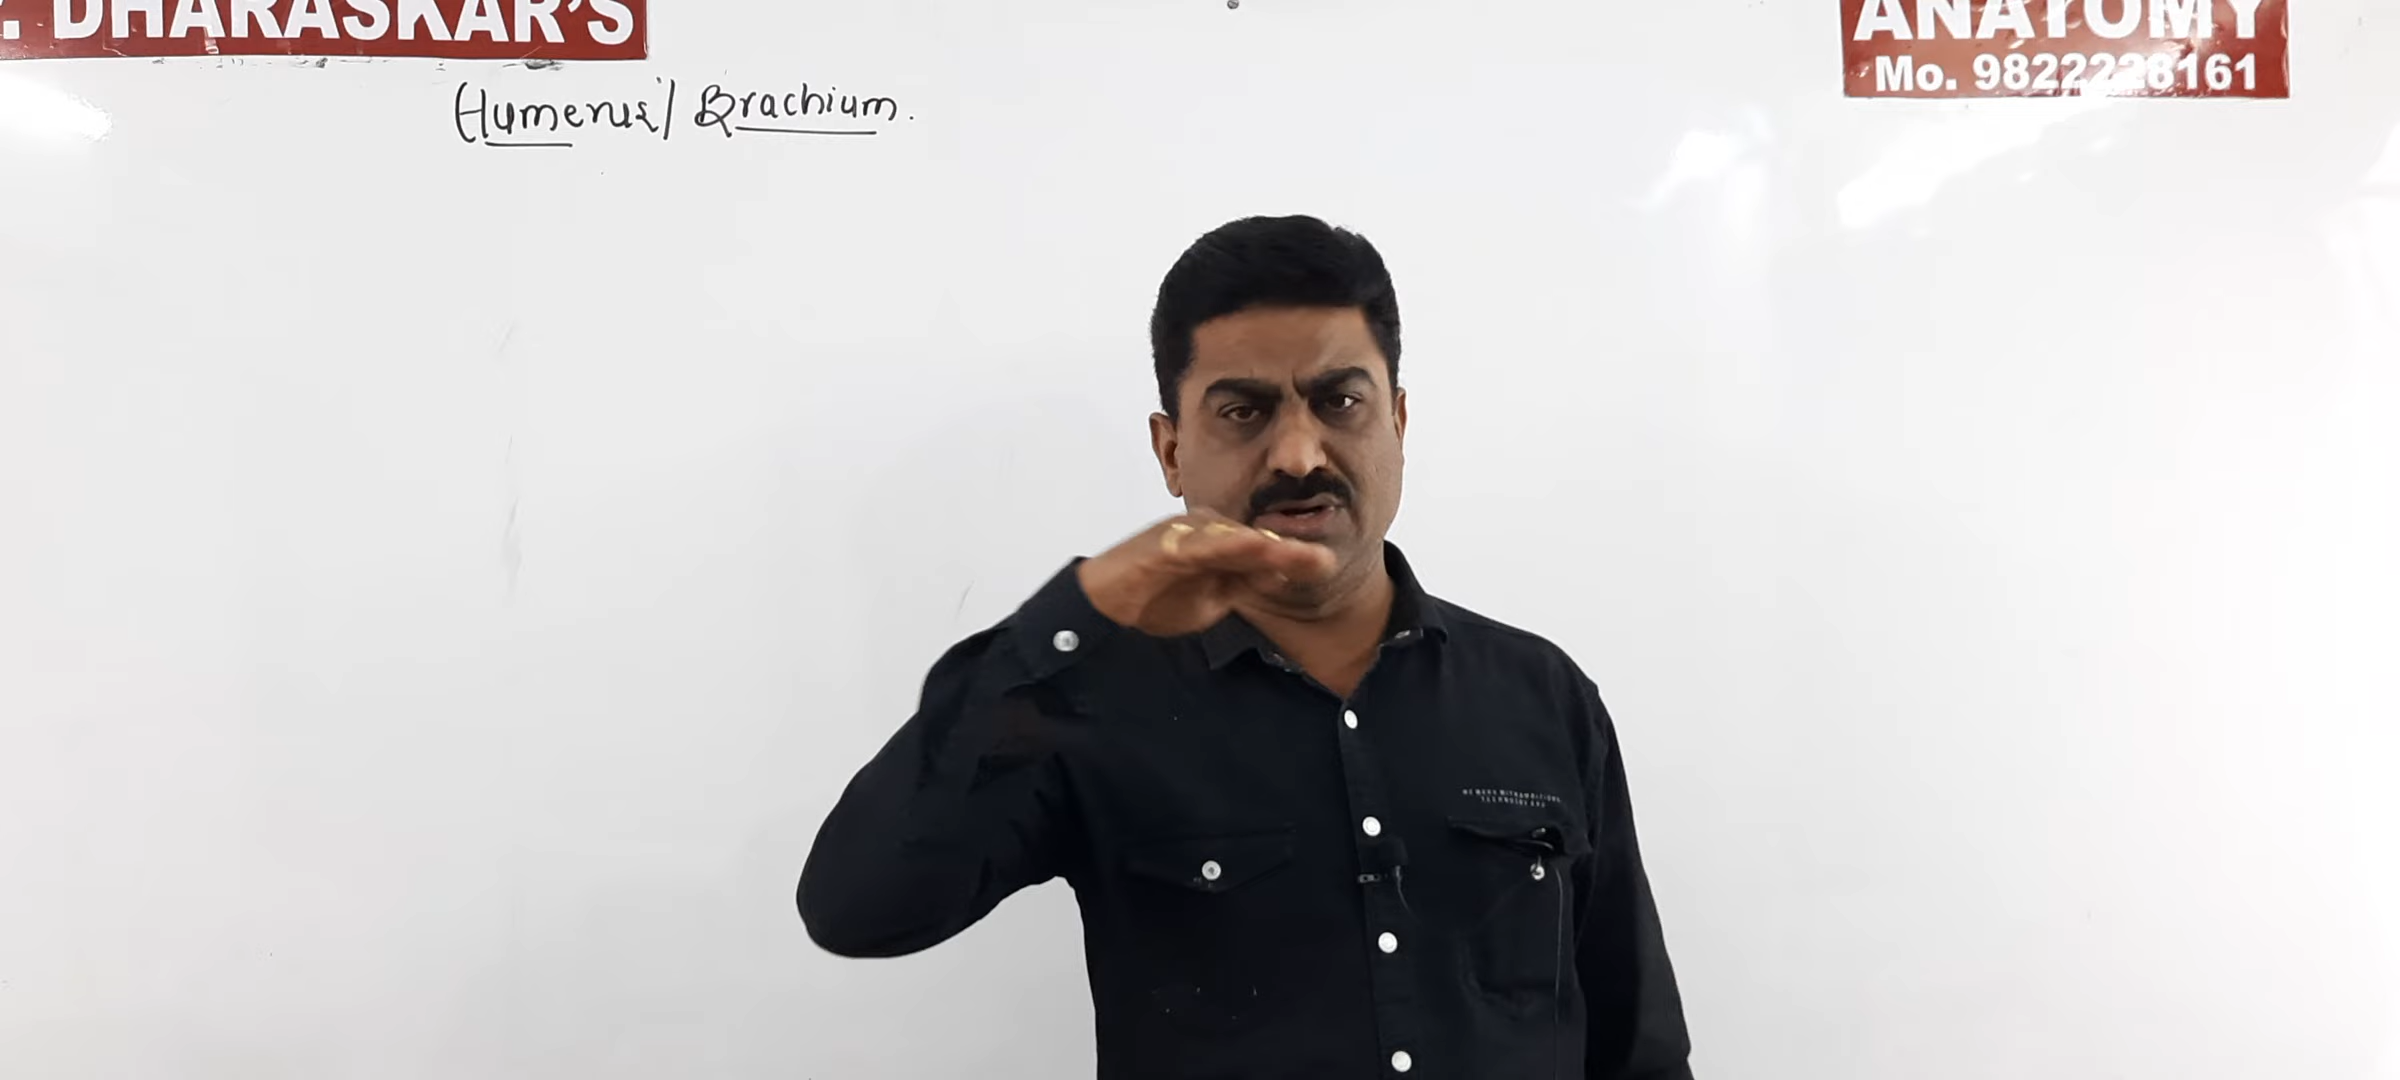 . DHARASKAR'S
ANATOMY
Mo. 9822228161
Humerus / Brachium.